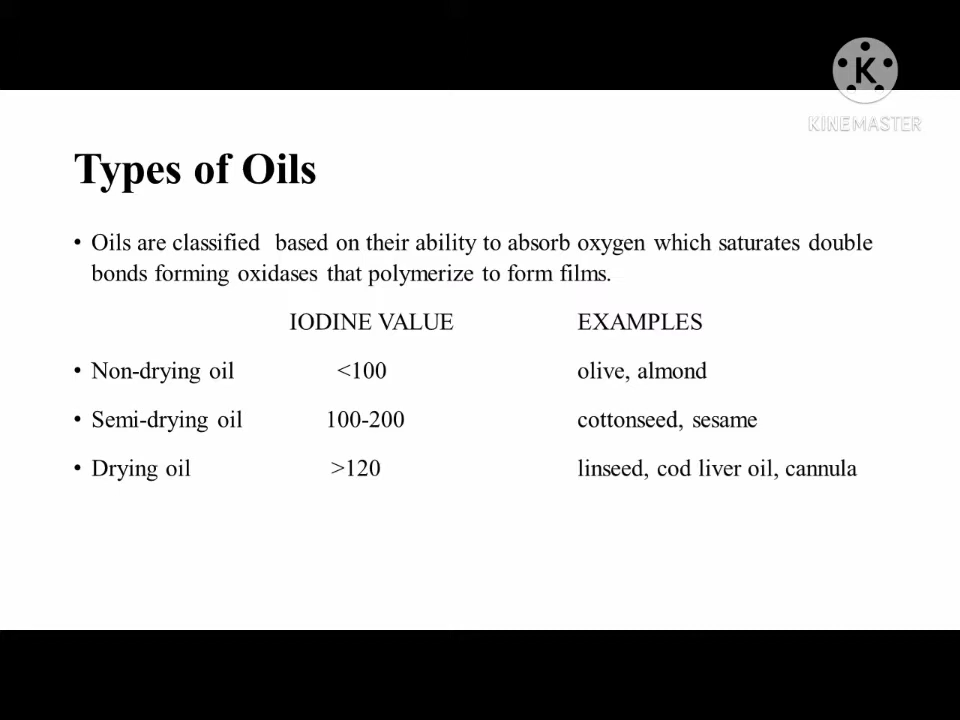 K
KINEMASTER
Types of Oils
• Oils are classified based on their ability to absorb oxygen which saturates double
bonds forming oxidases that polymerize to form films.
IODINE VALUE EXAMPLES
• Non-drying oil <100 olive, almond
• Semi-drying oil 100-200 cottonseed, sesame
• Drying oil >120 linseed, cod liver oil, cannula